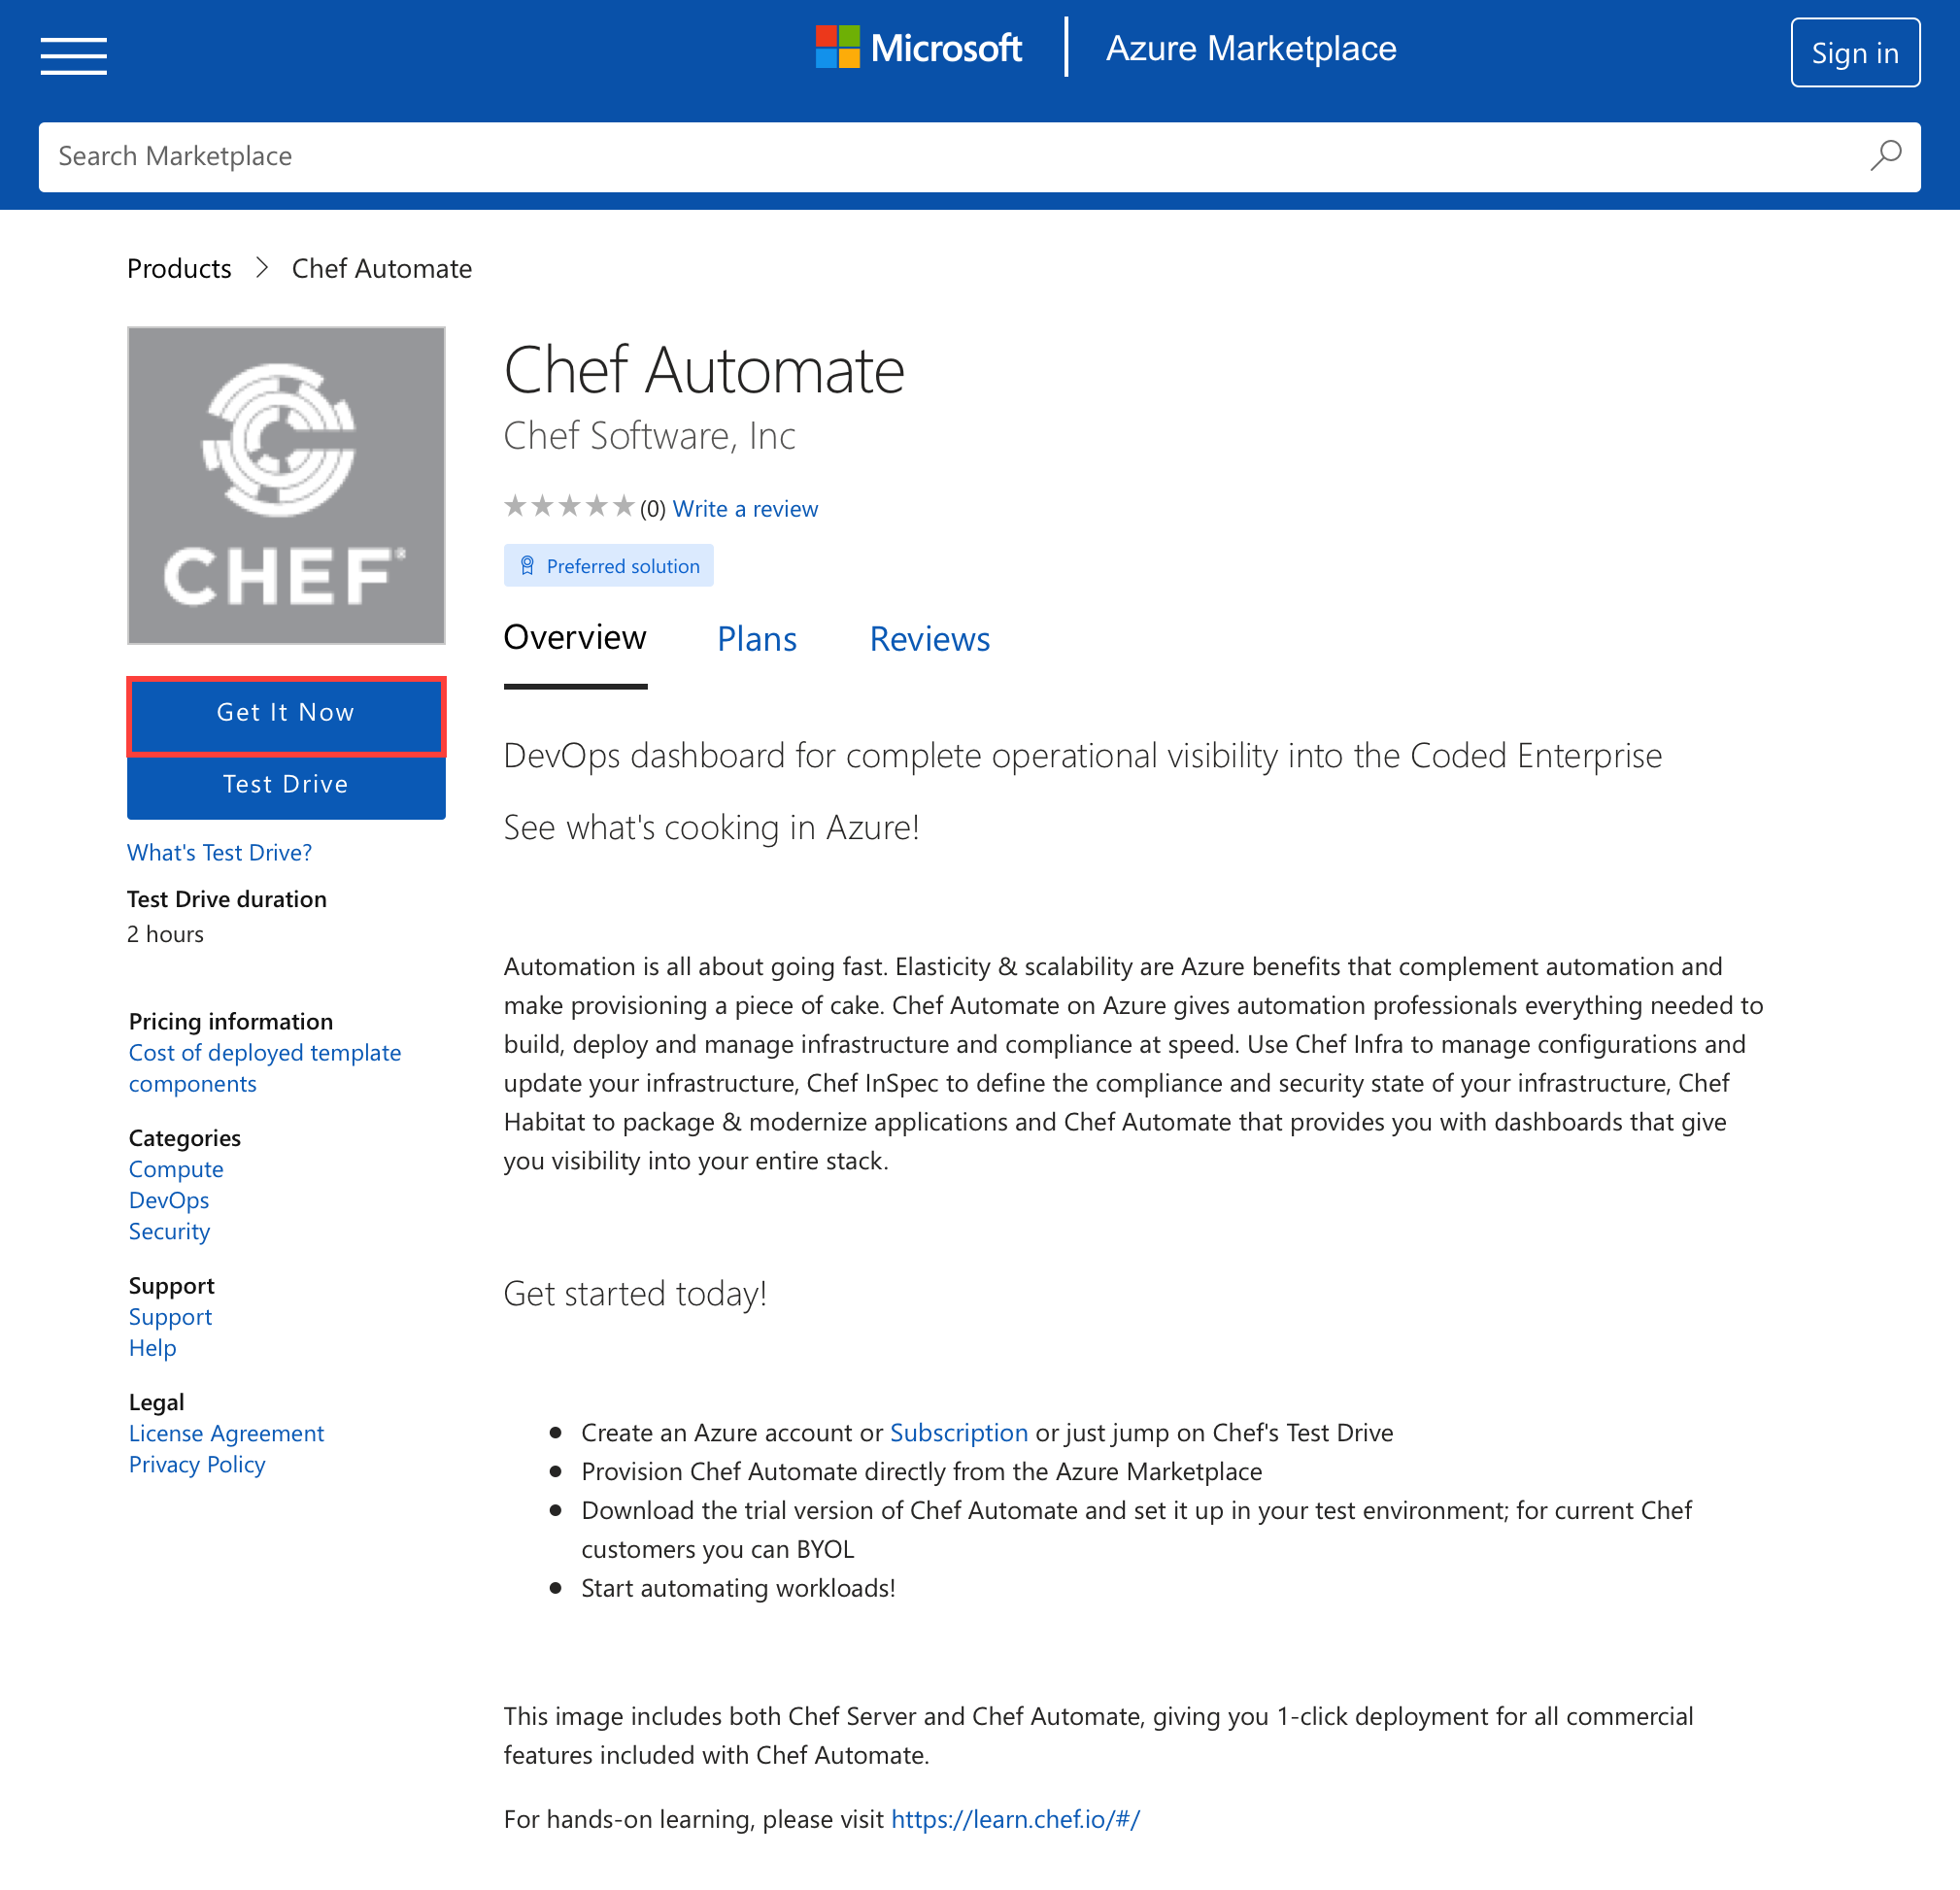 Microsoft | Azure Marketplace
Sign in
Search Marketplace
Products > Chef Automate
CHEF®
Get It Now
Test Drive
What's Test Drive?
Test Drive duration
2 hours
Pricing information
Cost of deployed template
components
Categories
Compute
DevOps
Security
Support
Support
Help
Legal
License Agreement
Privacy Policy
Chef Automate
Chef Software, Inc
(0) Write a review
Preferred solution
Overview Plans Reviews
DevOps dashboard for complete operational visibility into the Coded Enterprise
See what's cooking in Azure!
Automation is all about going fast. Elasticity & scalability are Azure benefits that complement automation and
make provisioning a piece of cake. Chef Automate on Azure gives automation professionals everything needed to
build, deploy and manage infrastructure and compliance at speed. Use Chef Infra to manage configurations and
update your infrastructure, Chef InSpec to define the compliance and security state of your infrastructure, Chef
Habitat to package & modernize applications and Chef Automate that provides you with dashboards that give
you visibility into your entire stack.
Get started today!
• Create an Azure account or Subscription or just jump on Chef's Test Drive
• Provision Chef Automate directly from the Azure Marketplace
• Download the trial version of Chef Automate and set it up in your test environment; for current Chef
customers you can BYOL
• Start automating workloads!
This image includes both Chef Server and Chef Automate, giving you 1-click deployment for all commercial
features included with Chef Automate.
For hands-on learning, please visit https://learn.chef.io/#/